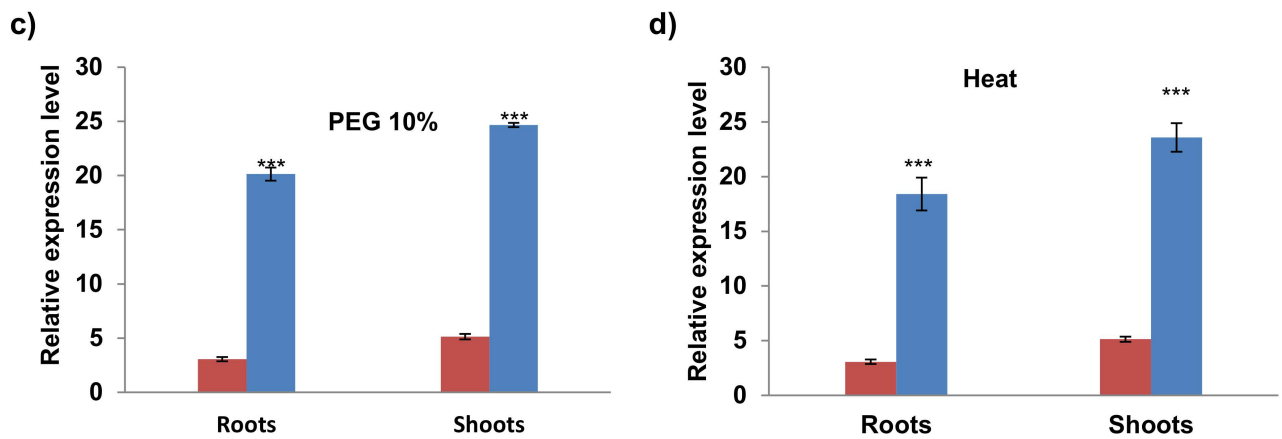 c)
Relative expression level
30
25
20
15
10
5
0
PEG 10%
***
***
Roots
Shoots
d)
Relative expression level
30
25
20
15
10
5
0
Heat
***
***
Roots
Shoots